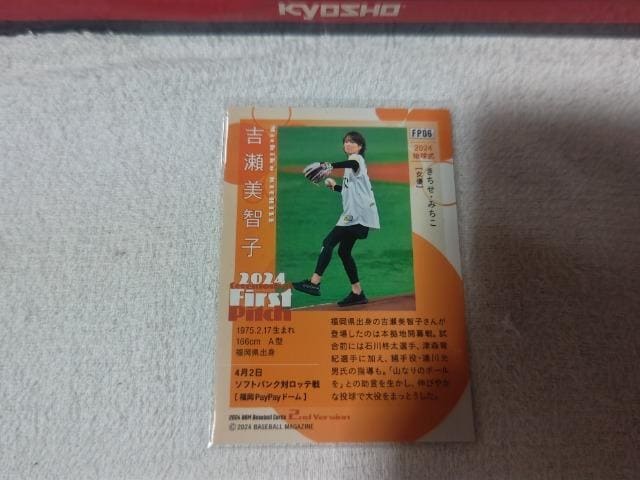 KYOSHO
FP06
2024
始球式
きちせ・みちこ
[女優]
吉瀬美智子
Michiko KICHISE
2024
Ceremonial
First
Pitch
1975.2.17生まれ
166cm A型
福岡県出身
4月2日
ソフトバンク対ロッテ戦
[福岡PayPayドーム]
福岡県出身の吉瀬美智子さんが
登場したのは本拠地開幕戦。試
合前には石川柊太選手、津森宥
紀選手に加え、捕手役・清川光
男氏の指導も。「山なりのボール
を」との助言を生かし、伸びやか
な投球で大役をまっとうした。
2024 BBM Baseball Cards 2nd Version
© 2024 BASEBALL MAGAZINE